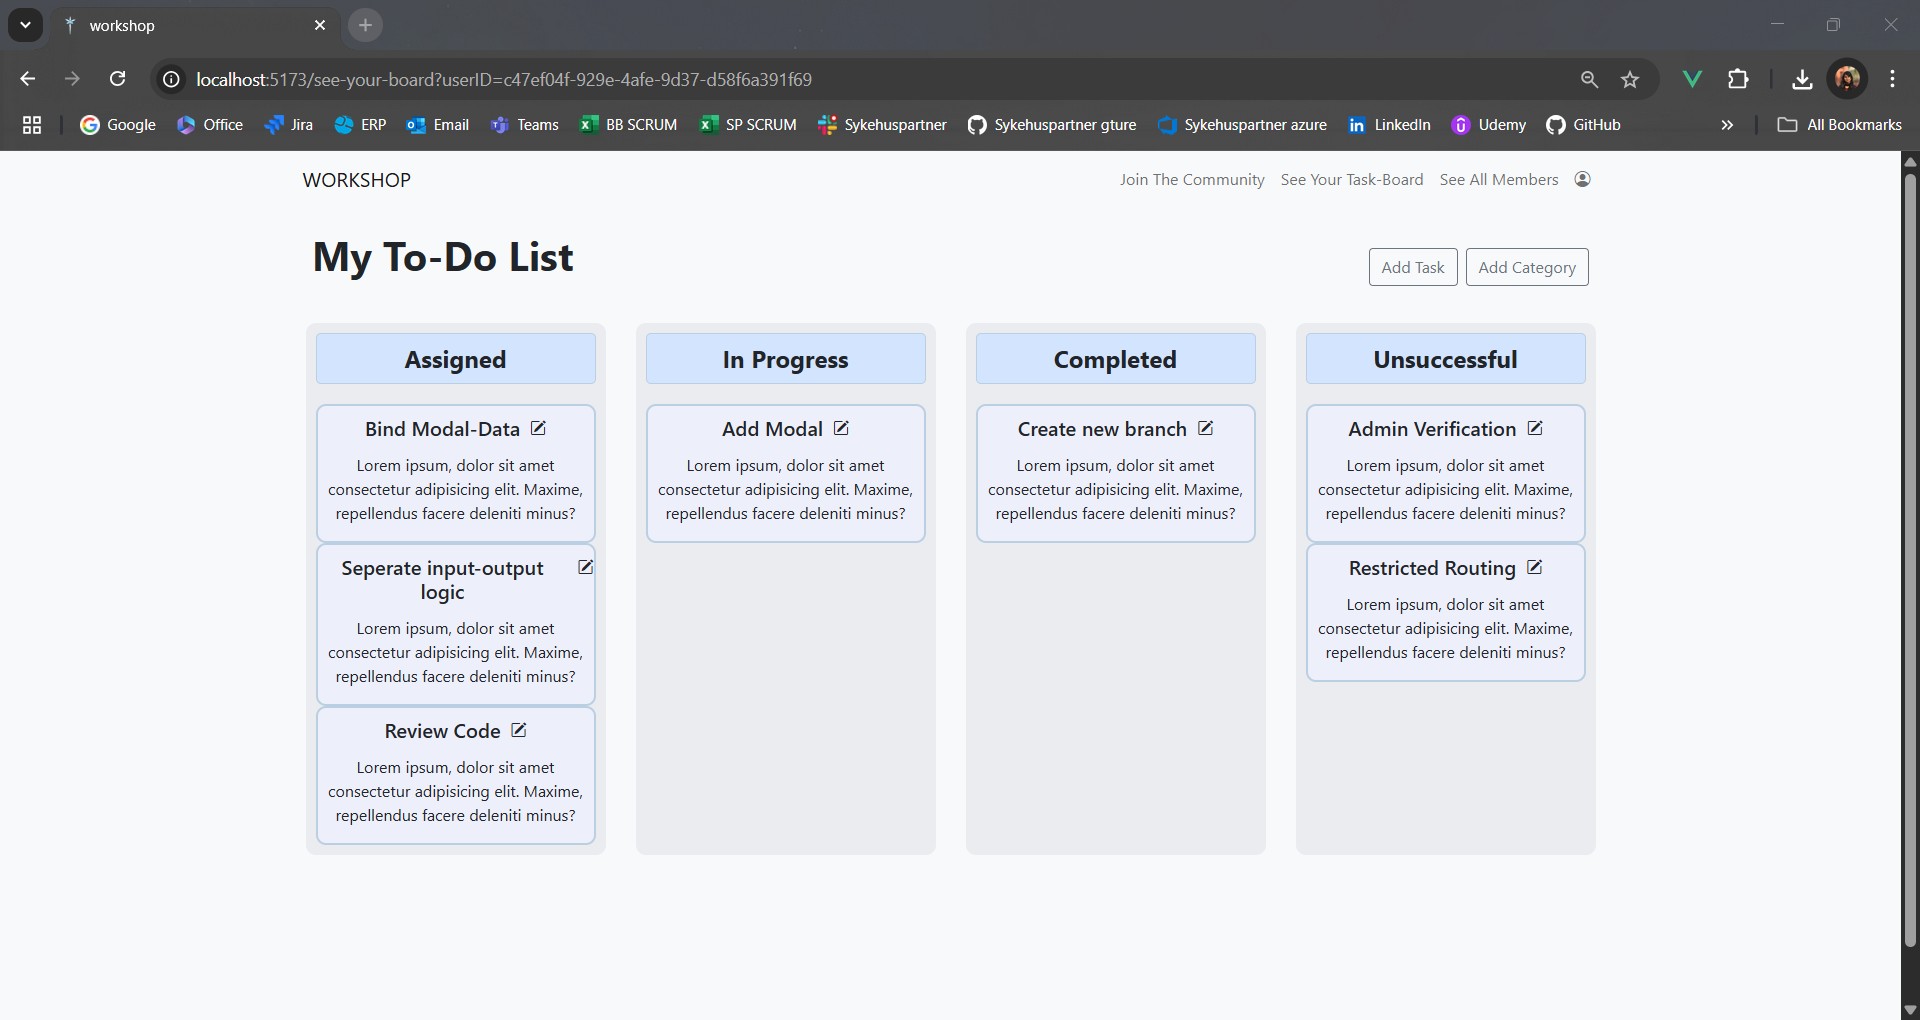 workshop
localhost:5173/see-your-board?userID=c47ef04f-929e-4afe-9d37-d58f6a391f69
Google Office Jira ERP Email Teams BB SCRUM SP SCRUM Sykehuspartner Sykehuspartner gture Sykehuspartner azure LinkedIn Udemy GitHub » All Bookmarks
WORKSHOP Join The Community See Your Task-Board See All Members
My To-Do List
Add Task Add Category
Assigned
Bind Modal-Data
Lorem ipsum, dolor sit amet
consectetur adipisicing elit. Maxime,
repellendus facere deleniti minus?
Seperate input-output
logic
Lorem ipsum, dolor sit amet
consectetur adipisicing elit. Maxime,
repellendus facere deleniti minus?
Review Code
Lorem ipsum, dolor sit amet
consectetur adipisicing elit. Maxime,
repellendus facere deleniti minus?
In Progress
Add Modal
Lorem ipsum, dolor sit amet
consectetur adipisicing elit. Maxime,
repellendus facere deleniti minus?
Completed
Create new branch
Lorem ipsum, dolor sit amet
consectetur adipisicing elit. Maxime,
repellendus facere deleniti minus?
Unsuccessful
Admin Verification
Lorem ipsum, dolor sit amet
consectetur adipisicing elit. Maxime,
repellendus facere deleniti minus?
Restricted Routing
Lorem ipsum, dolor sit amet
consectetur adipisicing elit. Maxime,
repellendus facere deleniti minus?